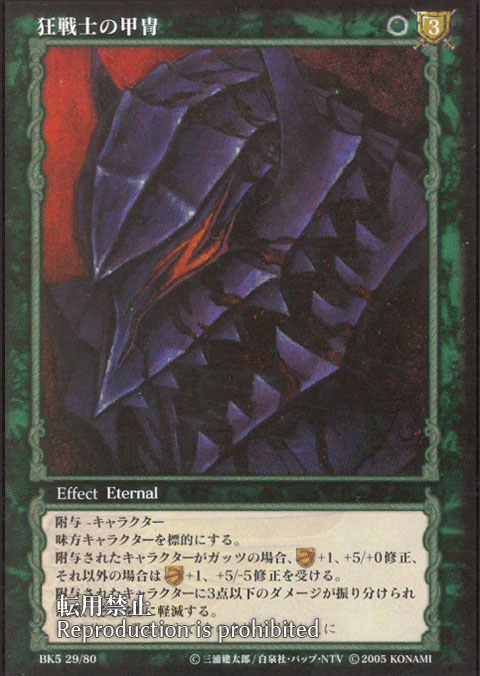 狂戦士の甲冑
3
Effect Eternal
附与 -キャラクター
味方キャラクターを標的にする。
附与されたキャラクターがガッツの場合、+1、+5/+0修正、
それ以外の場合は+1、+5/-5修正を受ける。
附与されたキャラクターに3点以下のダメージが振り分けられ
軽減する。
に
転用禁止
Reproduction is prohibited
BK5 29/80
©三浦建太郎/白泉社・バップ・NTV ©2005 KONAMI